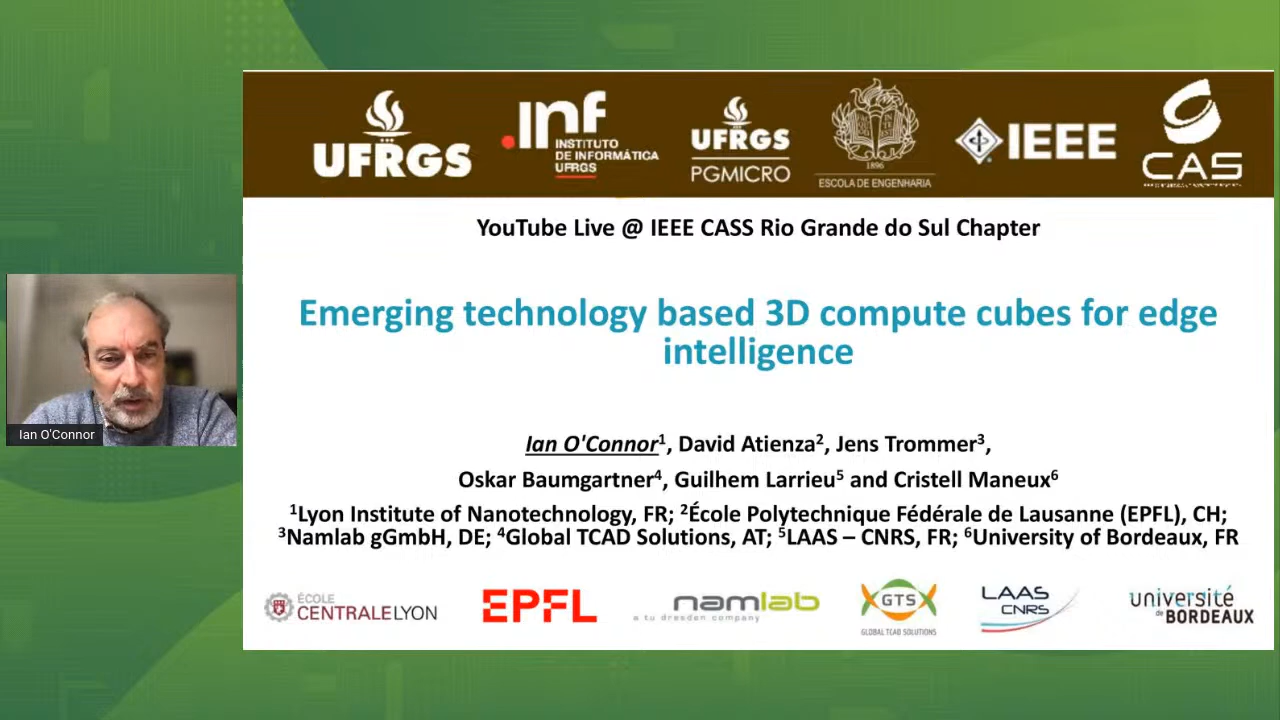 UFRGS
inf
INSTITUTO
DE INFORMÁTICA
UFRGS
UFRGS
PGMICRO
1896
ESCOLA DE ENGENHARIA
IEEE
CAS
YouTube Live @ IEEE CASS Rio Grande do Sul Chapter
Emerging technology based 3D compute cubes for edge
intelligence
Ian O'Connor¹, David Atienza², Jens Trommer³,
Oskar Baumgartner⁴, Guilhem Larrieu⁵ and Cristell Maneux⁶
¹Lyon Institute of Nanotechnology, FR; ²École Polytechnique Fédérale de Lausanne (EPFL), CH;
³Namlab gGmbH, DE; ⁴Global TCAD Solutions, AT; ⁵LAAS – CNRS, FR; ⁶University of Bordeaux, FR
Ian O'Connor
ÉCOLE
CENTRALELYON
EPFL
namlab
a tu dresden company
GTS
GLOBAL TCAD SOLUTIONS
LAAS
CNRS
université
de BORDEAUX